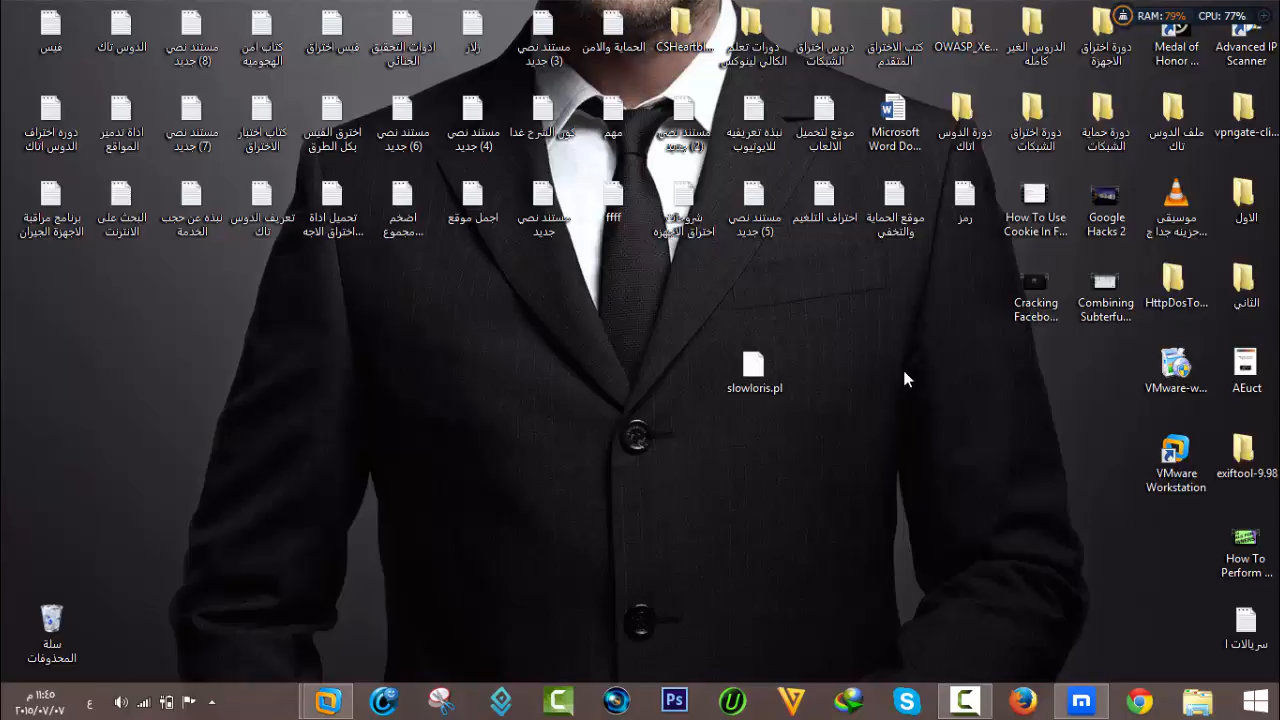 RAM: 79% CPU: 77%
Advanced IP
Scanner
Medal of
Honor ...
دورة اختراق
الاجهزة
الدروس الغير
كامله
OWASP_Xe...
كتب الاختراق
المتقدم
دروس اختراق
الشبكات
دورات تعلم
الكالي لينوكس
CSHeartbl...
الحماية والامن
مستند نصي
جديد (3)
رلار
ادوات التحقيق
الجنائي
فيس اختراق
كتاب امن
الهجوميه
مستند نصي
جديد (8)
الدوس تاك
فيس
vpngate-cli...
ملف الدوس
تاك
دورة حماية
الشبكات
دورة اختراق
الشبكات
دورة الدوس
اتاك
Microsoft
Word Do...
موقع لتحميل
الالعاب
نبذه تعريفيه
لليوتيوب
مستند نصي
جديد (2)
مهم
كون الشرح غدا
مستند نصي
جديد (4)
مستند نصي
جديد (6)
اخترق الفيس
بكل الطرق
كتاب اختبار
الاختراق
مستند نصي
جديد (7)
اداة تدمير
المواقع
دوره احتراف
الدوس اتاك
الاول
موسيقى
حزينه جدا ج...
Google
Hacks 2
How To Use
Cookie In F...
رمز
موقع الحماية
والتخفي
احتراف التلغيم
مستند نصي
جديد (5)
شروحات
اختراق الاجهزه
ffff
مستند نصي
جديد
اجمل موقع
اضخم
مجموع...
تحميل اداة
اختراق الاجه...
تعريف الدوس
تاك
نبذه عن حجب
الخدمة
البحث على
الانترنت
برنامج مراقبة
الاجهزة الجيران
الثاني
HttpDosTo...
Combining
Subterfu...
Cracking
Facebo...
AEuct
VMware-w...
slowloris.pl
exiftool-9.98
VMware
Workstation
How To
Perform ...
سريالات ا
سلة
المحذوفات
ع
١١:٤٥ م
٢٠١٥/٠٧/٠٧